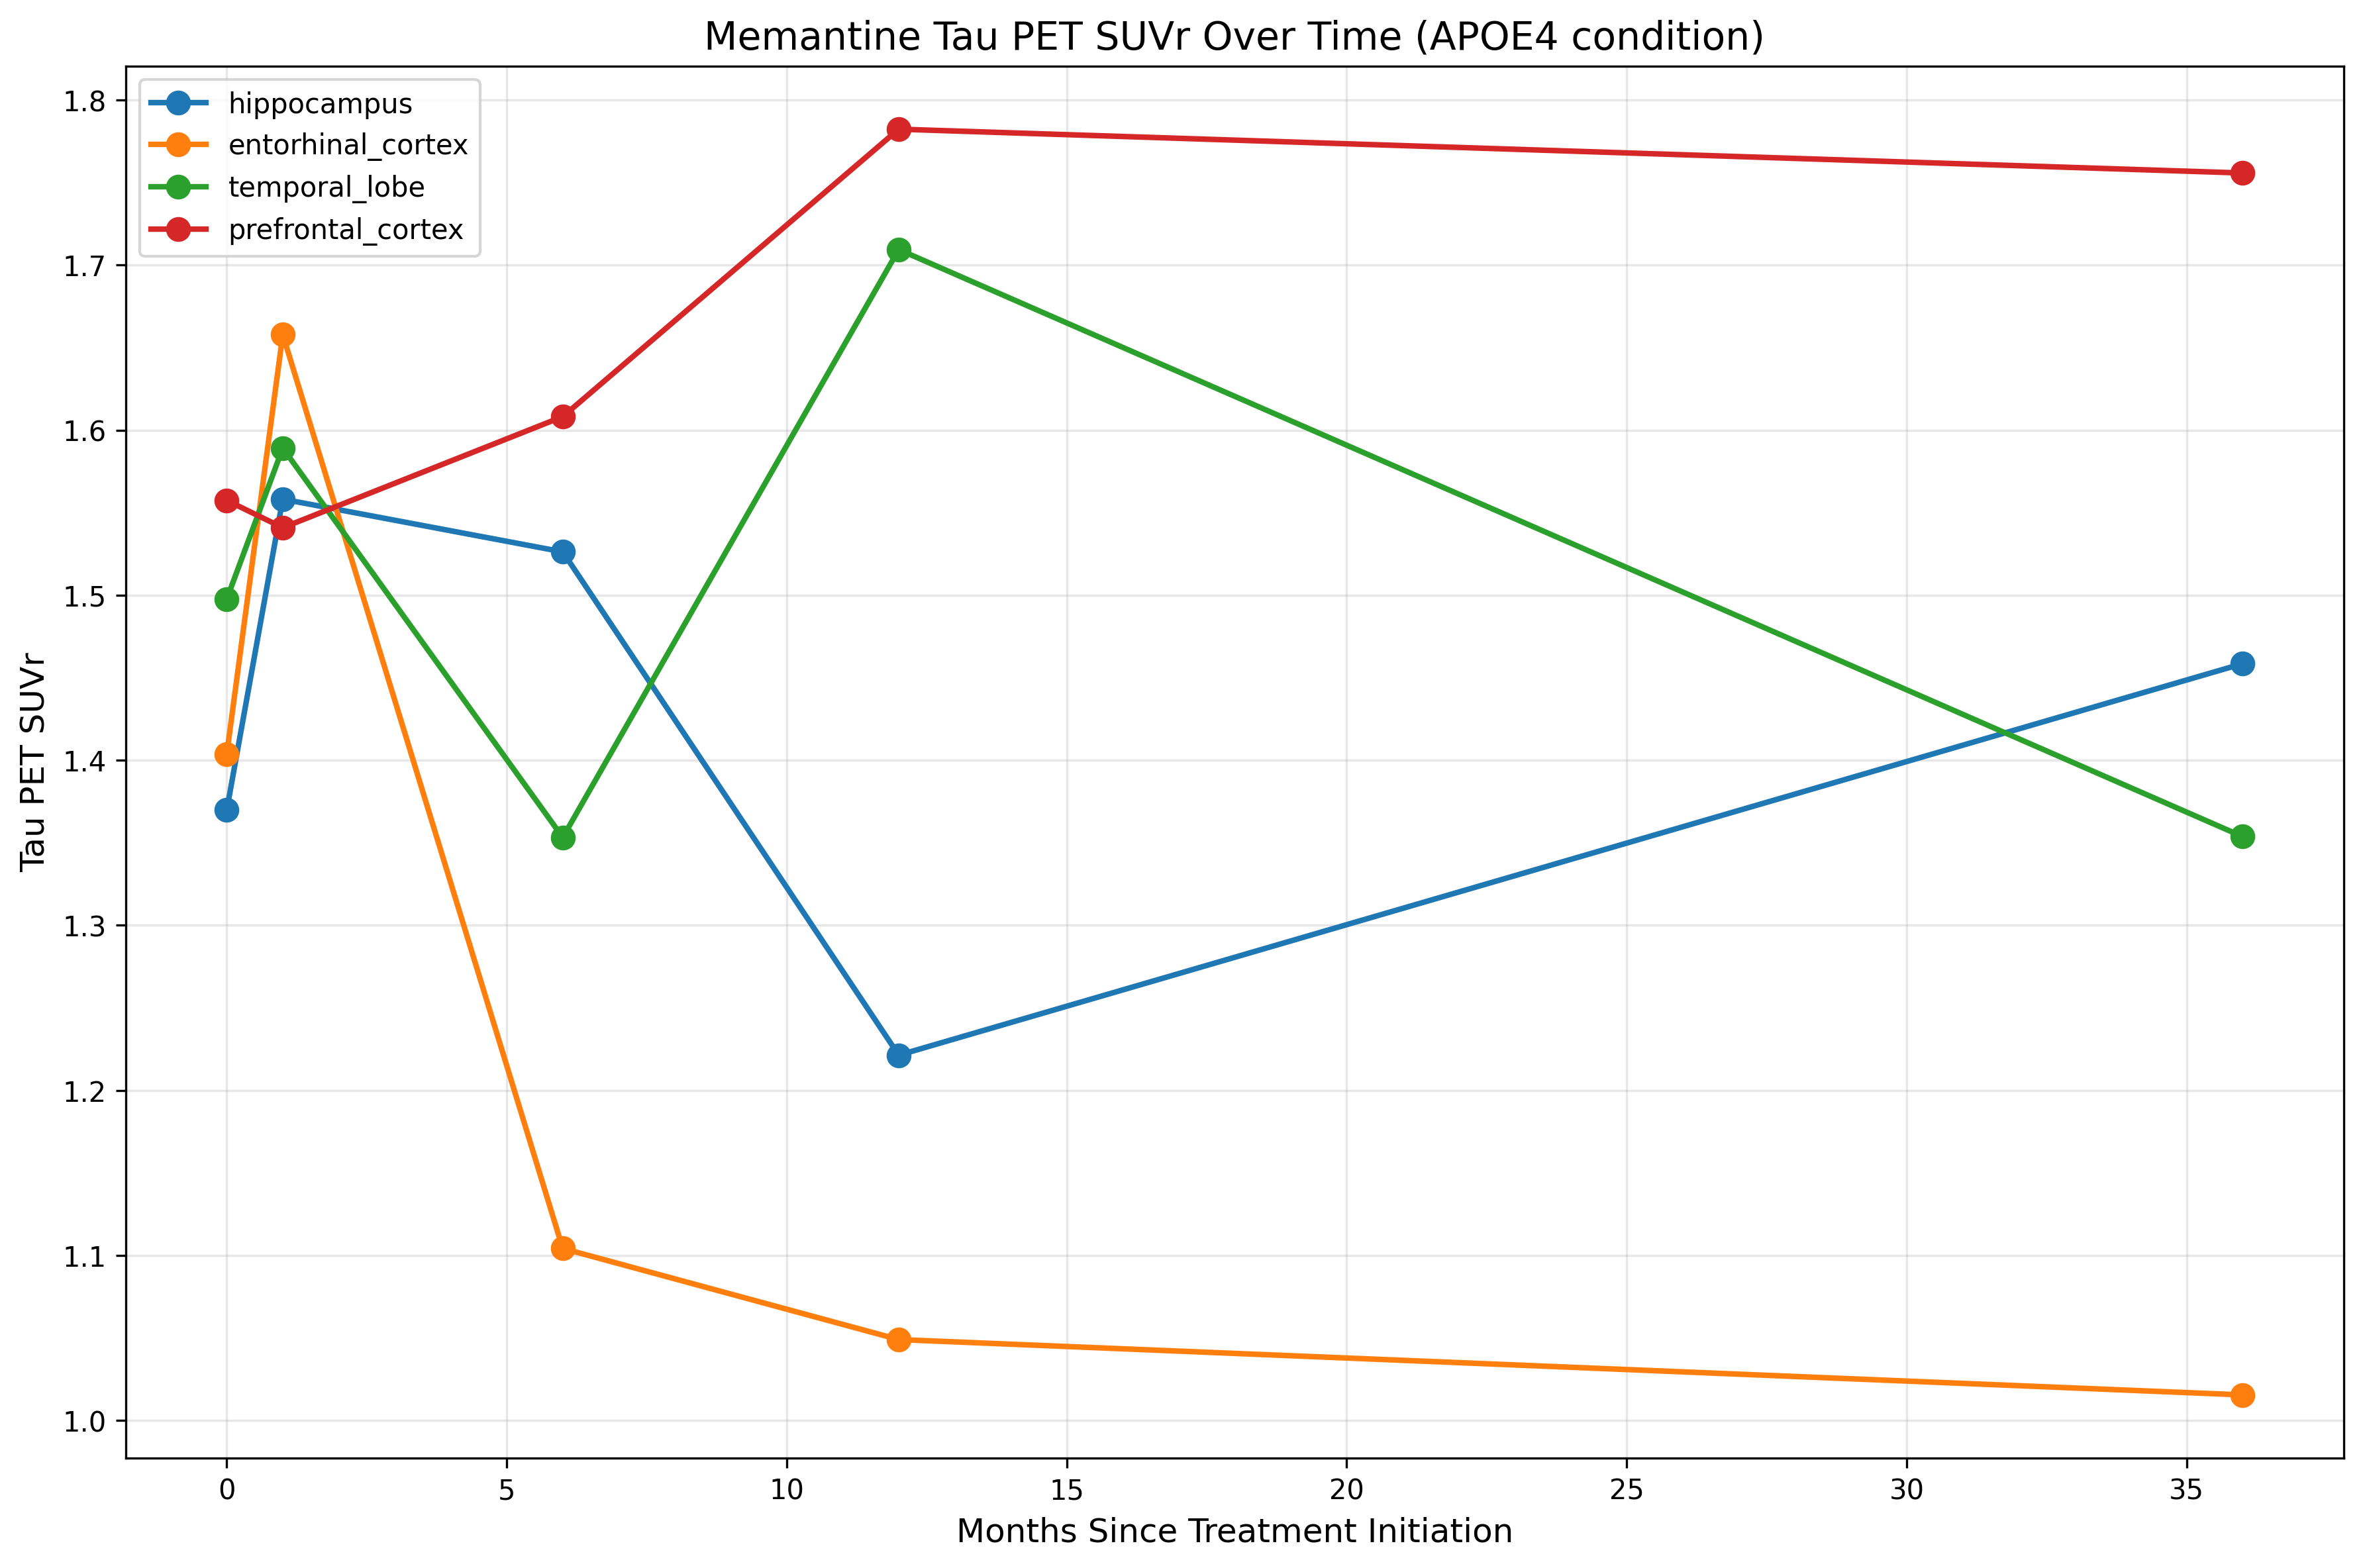 Memantine Tau PET SUVr Over Time (APOE4 condition)
hippocampus
entorhinal_cortex
temporal_lobe
prefrontal_cortex
1.8
1.7
1.6
1.5
1.4
1.3
1.2
1.1
1.0
Tau PET SUVr
0 5 10 15 20 25 30 35
Months Since Treatment Initiation